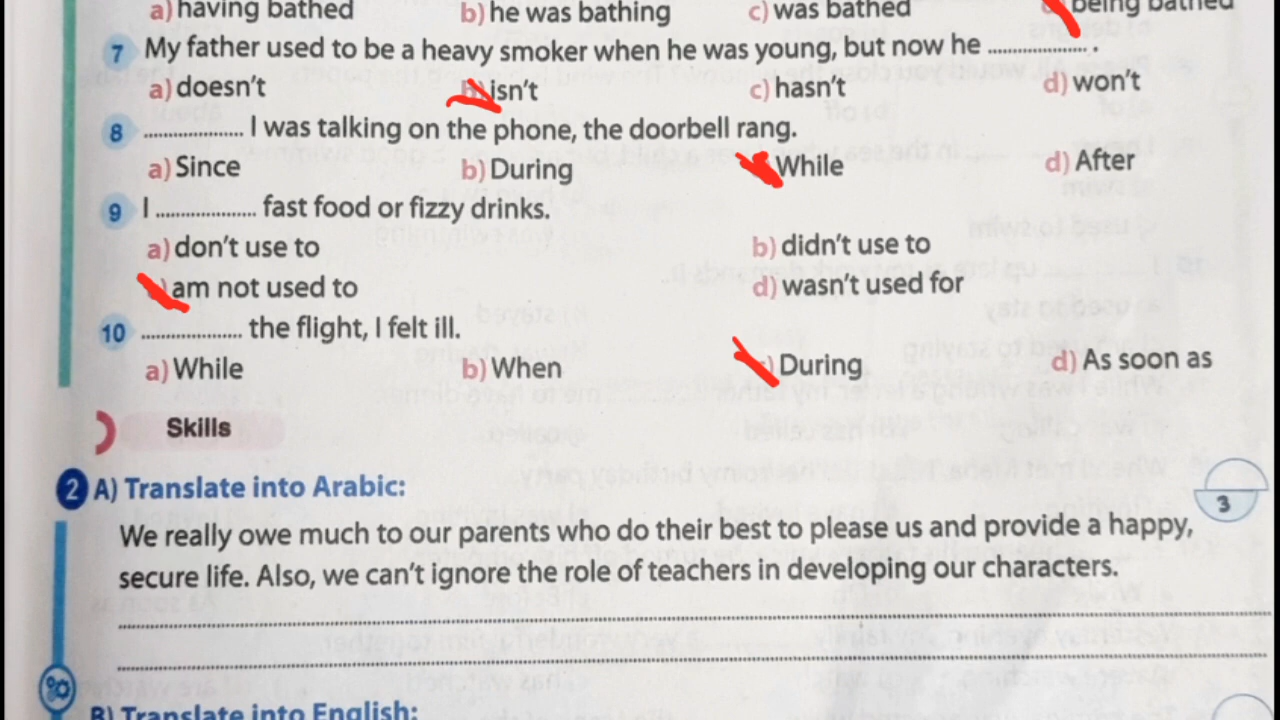 a) having bathed b) he was bathing c) was bathed being bathed
7 My father used to be a heavy smoker when he was young, but now he .................... .
a) doesn't b) isn't c) hasn't d) won't
8 .................... I was talking on the phone, the doorbell rang.
a) Since b) During While d) After
9 I .................... fast food or fizzy drinks.
a) don't use to b) didn't use to
am not used to d) wasn't used for
10 .................... the flight, I felt ill.
a) While b) When During d) As soon as
Skills
2 A) Translate into Arabic:
3
We really owe much to our parents who do their best to please us and provide a happy,
secure life. Also, we can't ignore the role of teachers in developing our characters.
B) Translate into English: